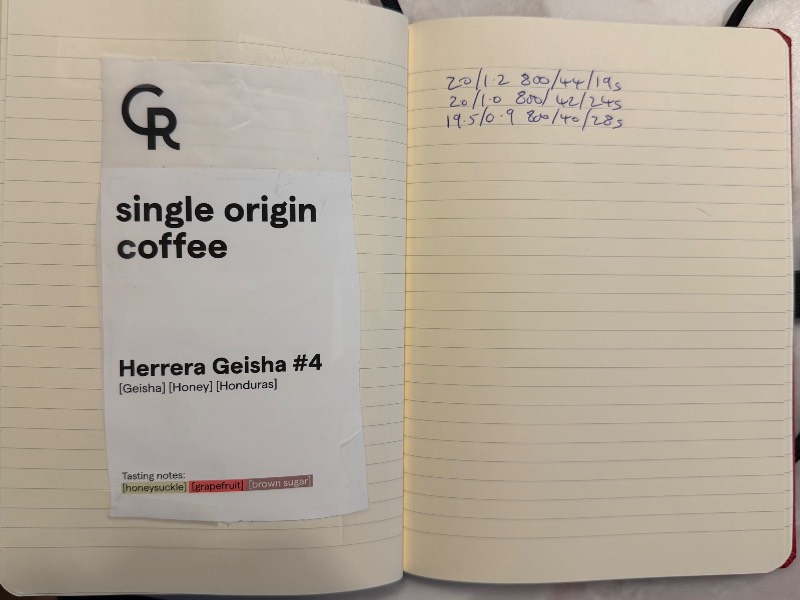 CR
single origin
coffee
Herrera Geisha #4
[Geisha] [Honey] [Honduras]
Tasting notes:
[honeysuckle] [grapefruit] [brown sugar]
20/1.2 800/44/19s
20/1.0 800/42/24s
19.5/0.9 800/40/28s